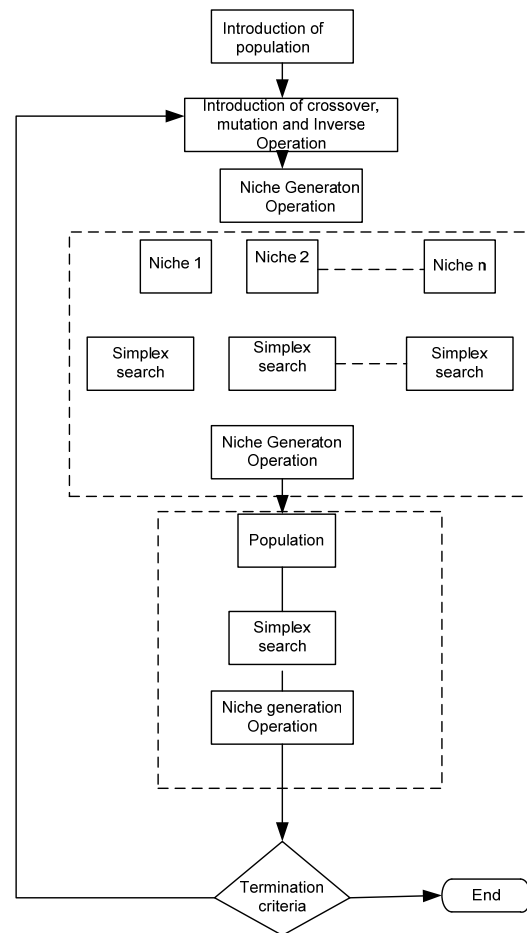 Introduction of
population
Introduction of crossover,
mutation and Inverse
Operation
Niche Generaton
Operation
Niche 1
Niche 2
Niche n
Simplex
search
Simplex
search
Simplex
search
Niche Generaton
Operation
Population
Simplex
search
Niche generation
Operation
Termination
criteria
End